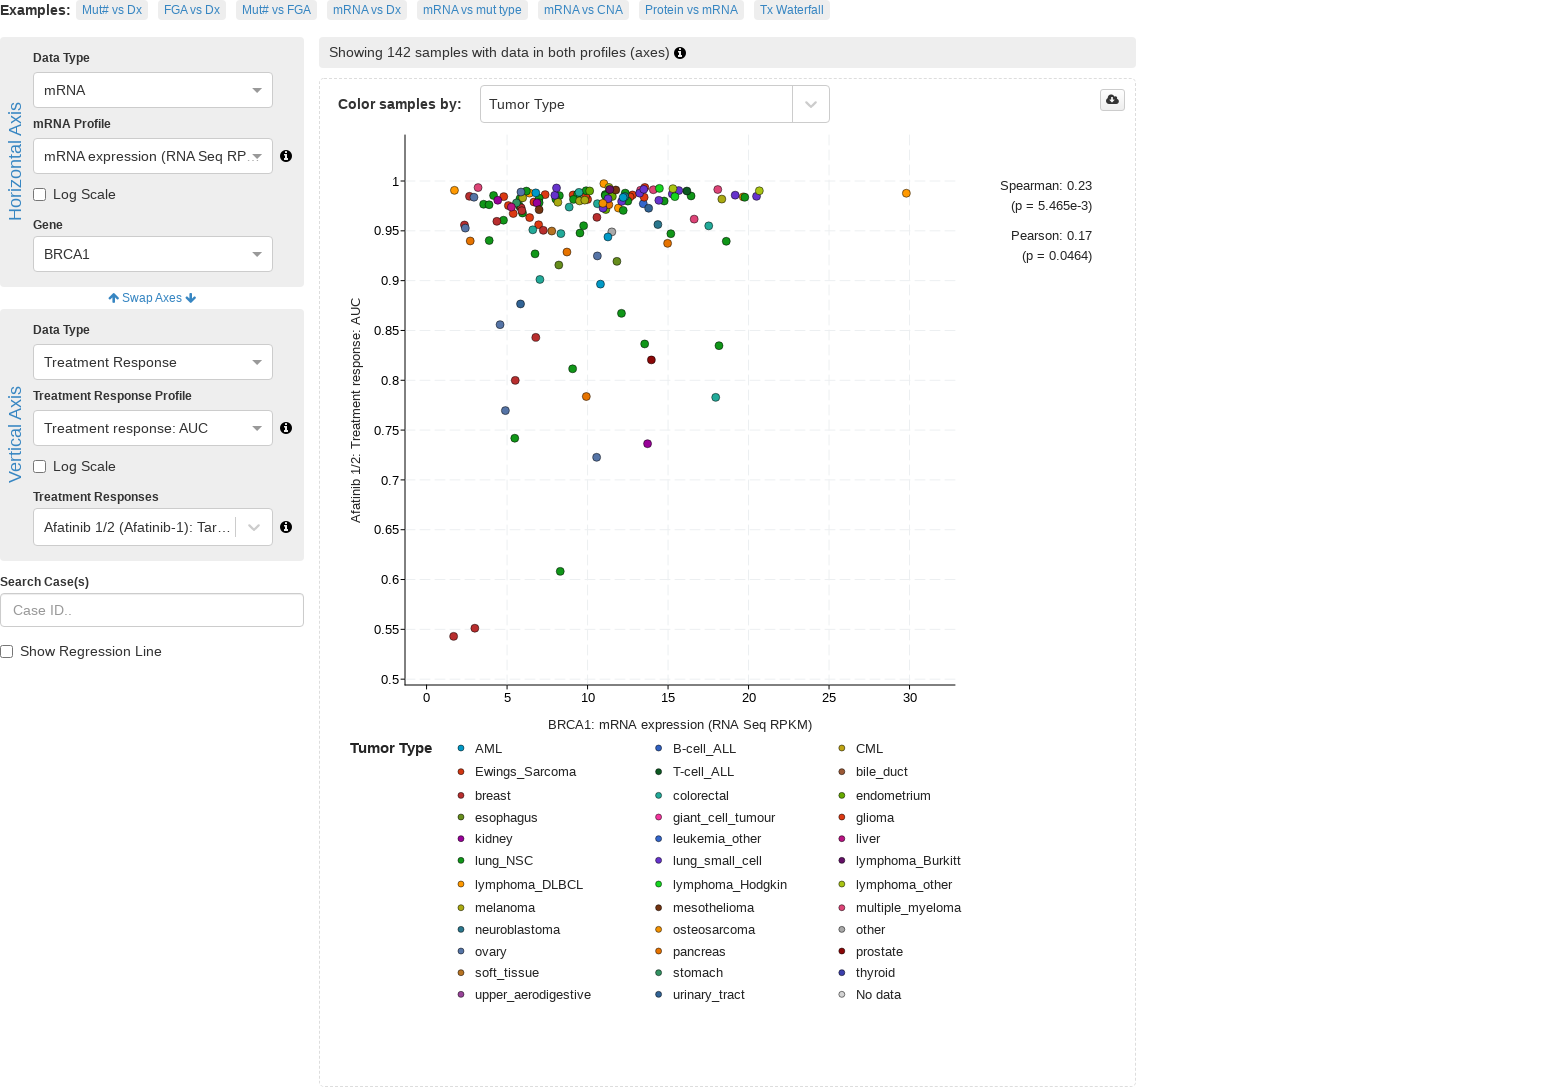 Examples: Mut# vs Dx FGA vs Dx Mut# vs FGA mRNA vs Dx mRNA vs mut type mRNA vs CNA Protein vs mRNA Tx Waterfall
Horizontal Axis
Data Type
mRNA
mRNA Profile
mRNA expression (RNA Seq RP...
Log Scale
Gene
BRCA1
Swap Axes
Vertical Axis
Data Type
Treatment Response
Treatment Response Profile
Treatment response: AUC
Log Scale
Treatment Responses
Afatinib 1/2 (Afatinib-1): Tar...
Search Case(s)
Case ID..
Show Regression Line
Showing 142 samples with data in both profiles (axes)
Color samples by: Tumor Type
Spearman: 0.23
(p = 5.465e-3)
Pearson: 0.17
(p = 0.0464)
Afatinib 1/2: Treatment response: AUC
1
0.95
0.9
0.85
0.8
0.75
0.7
0.65
0.6
0.55
0.5
0 5 10 15 20 25 30
BRCA1: mRNA expression (RNA Seq RPKM)
Tumor Type AML B-cell_ALL CML
Ewings_Sarcoma T-cell_ALL bile_duct
breast colorectal endometrium
esophagus giant_cell_tumour glioma
kidney leukemia_other liver
lung_NSC lung_small_cell lymphoma_Burkitt
lymphoma_DLBCL lymphoma_Hodgkin lymphoma_other
melanoma mesothelioma multiple_myeloma
neuroblastoma osteosarcoma other
ovary pancreas prostate
soft_tissue stomach thyroid
upper_aerodigestive urinary_tract No data